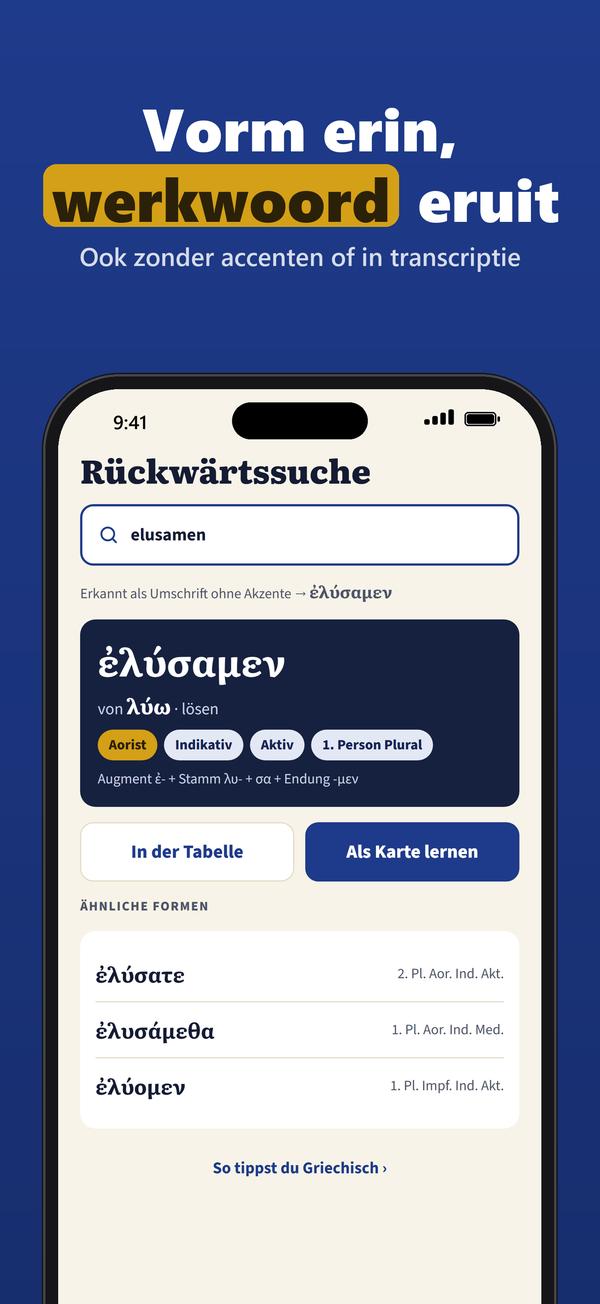 Vorm erin,
werkwoord eruit
Ook zonder accenten of in transcriptie
9:41
Rückwärtssuche
elusamen
Erkannt als Umschrift ohne Akzente → ἐλύσαμεν
ἐλύσαμεν
von λύω · lösen
Aorist Indikativ Aktiv 1. Person Plural
Augment ἐ- + Stamm λυ- + σα + Endung -μεν
In der Tabelle Als Karte lernen
ÄHNLICHE FORMEN
ἐλύσατε 2. Pl. Aor. Ind. Akt.
ἐλυσάμεθα 1. Pl. Aor. Ind. Med.
ἐλύομεν 1. Pl. Impf. Ind. Akt.
So tippst du Griechisch ›